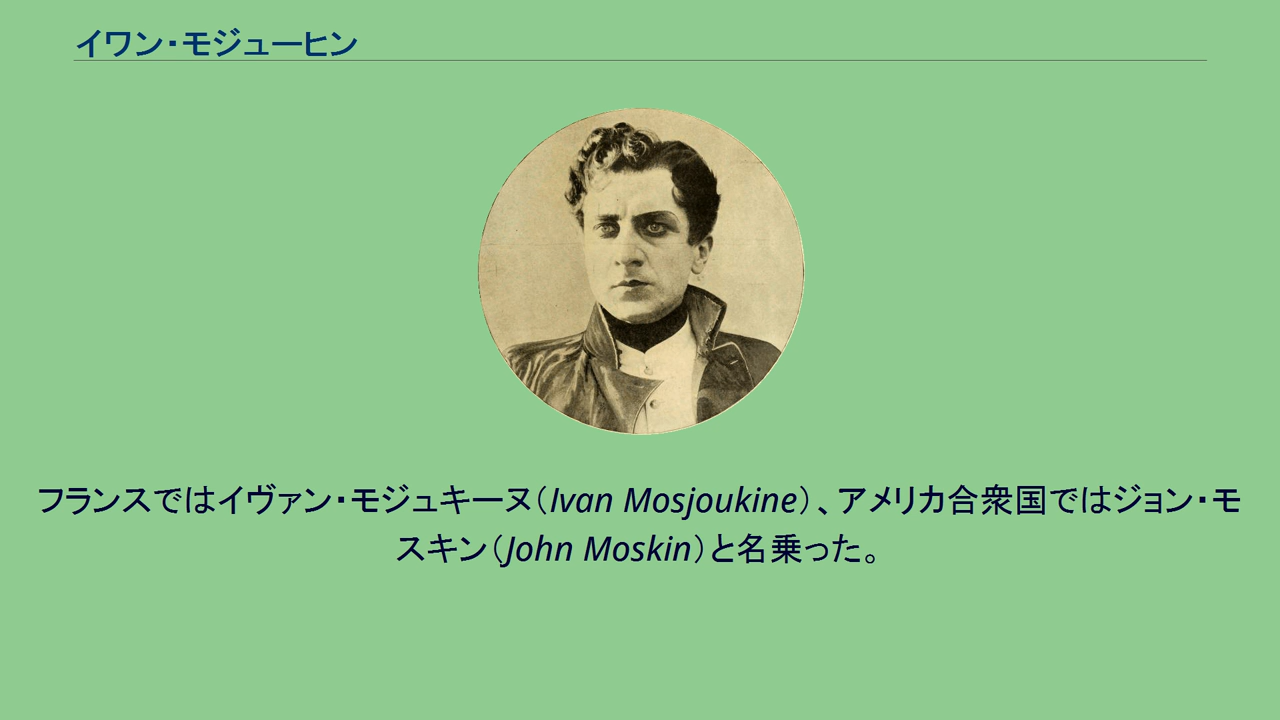 イワン・モジューヒン
フランスではイヴァン・モジュキーヌ（Ivan Mosjoukine）、アメリカ合衆国ではジョン・モ
スキン（John Moskin）と名乗った。